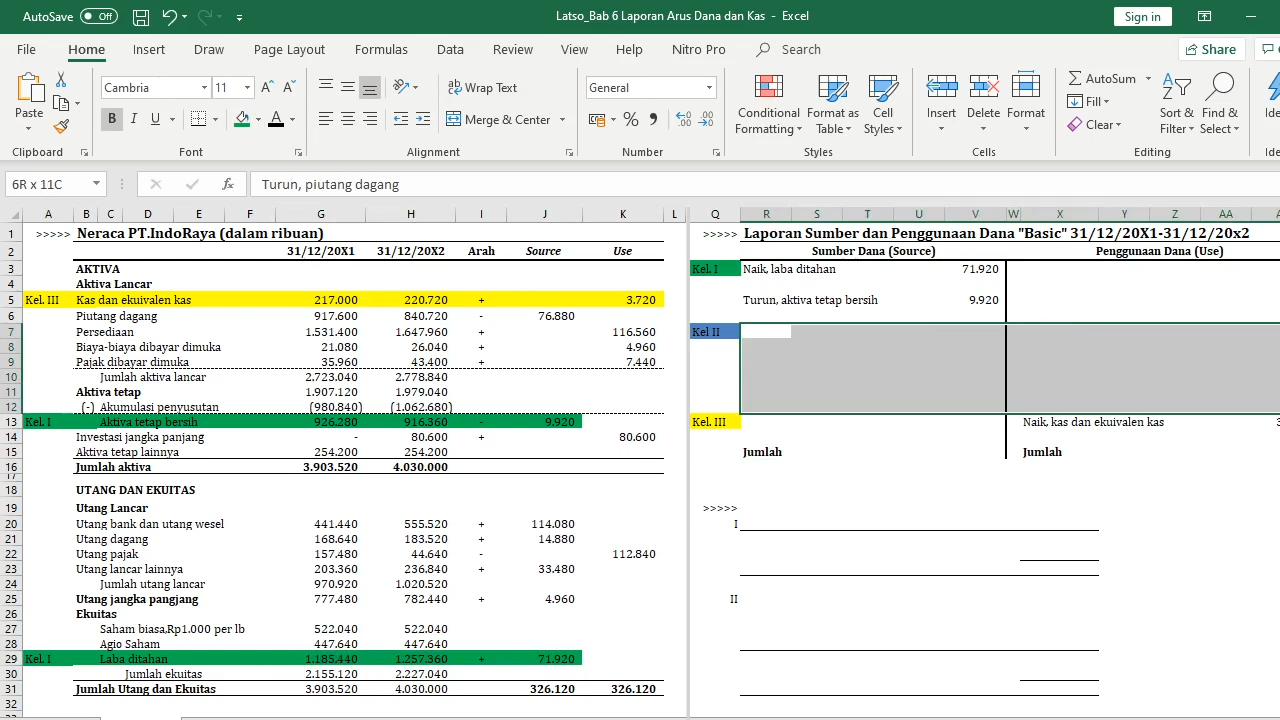 AutoSave Off Latso_Bab 6 Laporan Arus Dana dan Kas - Excel Sign in
File Home Insert Draw Page Layout Formulas Data Review View Help Nitro Pro Search Share
Paste Cambria 11 A^ A˅ Wrap Text General Conditional Formatting Format as Table Cell Styles Insert Delete Format AutoSum Fill Clear Sort & Filter Find & Select
B I U A Merge & Center % 9
Clipboard Font Alignment Number Styles Cells Editing
6R x 11C fx Turun, piutang dagang
A B C D E F G H I J K L Q R S T U V W X Y Z AA
1 >>>>> Neraca PT.IndoRaya (dalam ribuan) >>>>> Laporan Sumber dan Penggunaan Dana "Basic" 31/12/20X1-31/12/20x2
2 31/12/20X1 31/12/20X2 Arah Source Use Sumber Dana (Source) Penggunaan Dana (Use)
3 AKTIVA Kel. I Naik, laba ditahan 71.920
4 Aktiva Lancar
5 Kel. III Kas dan ekuivalen kas 217.000 220.720 + 3.720 Turun, aktiva tetap bersih 9.920
6 Piutang dagang 917.600 840.720 - 76.880
7 Persediaan 1.531.400 1.647.960 + 116.560 Kel II
8 Biaya-biaya dibayar dimuka 21.080 26.040 + 4.960
9 Pajak dibayar dimuka 35.960 43.400 + 7.440
10 Jumlah aktiva lancar 2.723.040 2.778.840
11 Aktiva tetap 1.907.120 1.979.040
12 (-) Akumulasi penyusutan (980.840) (1.062.680)
13 Kel. I Aktiva tetap bersih 926.280 916.360 - 9.920 Kel. III Naik, kas dan ekuivalen kas
14 Investasi jangka panjang - 80.600 + 80.600
15 Aktiva tetap lainnya 254.200 254.200 Jumlah Jumlah
16 Jumlah aktiva 3.903.520 4.030.000
17
18 UTANG DAN EKUITAS
19 Utang Lancar >>>>>
20 Utang bank dan utang wesel 441.440 555.520 + 114.080 I
21 Utang dagang 168.640 183.520 + 14.880
22 Utang pajak 157.480 44.640 - 112.840
23 Utang lancar lainnya 203.360 236.840 + 33.480
24 Jumlah utang lancar 970.920 1.020.520
25 Utang jangka pangjang 777.480 782.440 + 4.960 II
26 Ekuitas
27 Saham biasa,Rp1.000 per lb 522.040 522.040
28 Agio Saham 447.640 447.640
29 Kel. I Laba ditahan 1.185.440 1.257.360 + 71.920
30 Jumlah ekuitas 2.155.120 2.227.040
31 Jumlah Utang dan Ekuitas 3.903.520 4.030.000 326.120 326.120
32